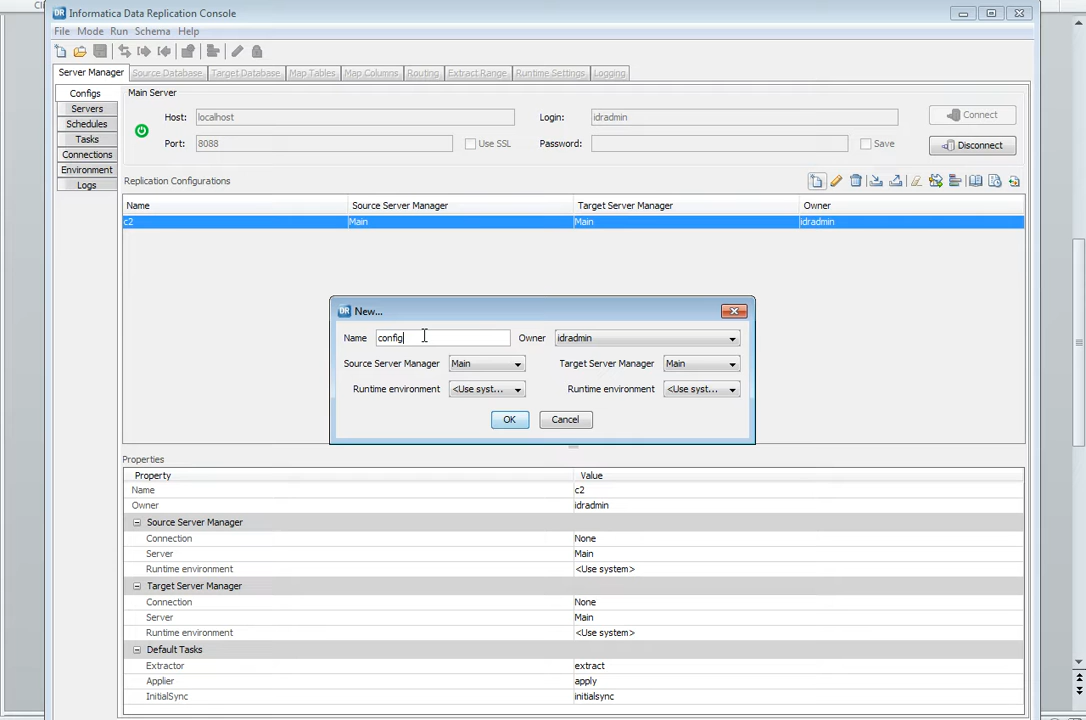 Informatica Data Replication Console
File Mode Run Schema Help
Server Manager Source Database Target Database Map Tables Map Columns Routing Extract Range Runtime Settings Logging
Configs
Servers
Schedules
Tasks
Connections
Environment
Logs
Main Server
Host: localhost Login: idradmin Connect
Port: 8088 Use SSL Password: Save Disconnect
Replication Configurations
Name Source Server Manager Target Server Manager Owner
c2 Main Main idradmin
DR New...
Name config Owner idradmin
Source Server Manager Main Target Server Manager Main
Runtime environment <Use syst... Runtime environment <Use syst...
OK Cancel
Properties
Property Value
Name c2
Owner idradmin
Source Server Manager
Connection None
Server Main
Runtime environment <Use system>
Target Server Manager
Connection None
Server Main
Runtime environment <Use system>
Default Tasks
Extractor extract
Applier apply
InitialSync initialsync